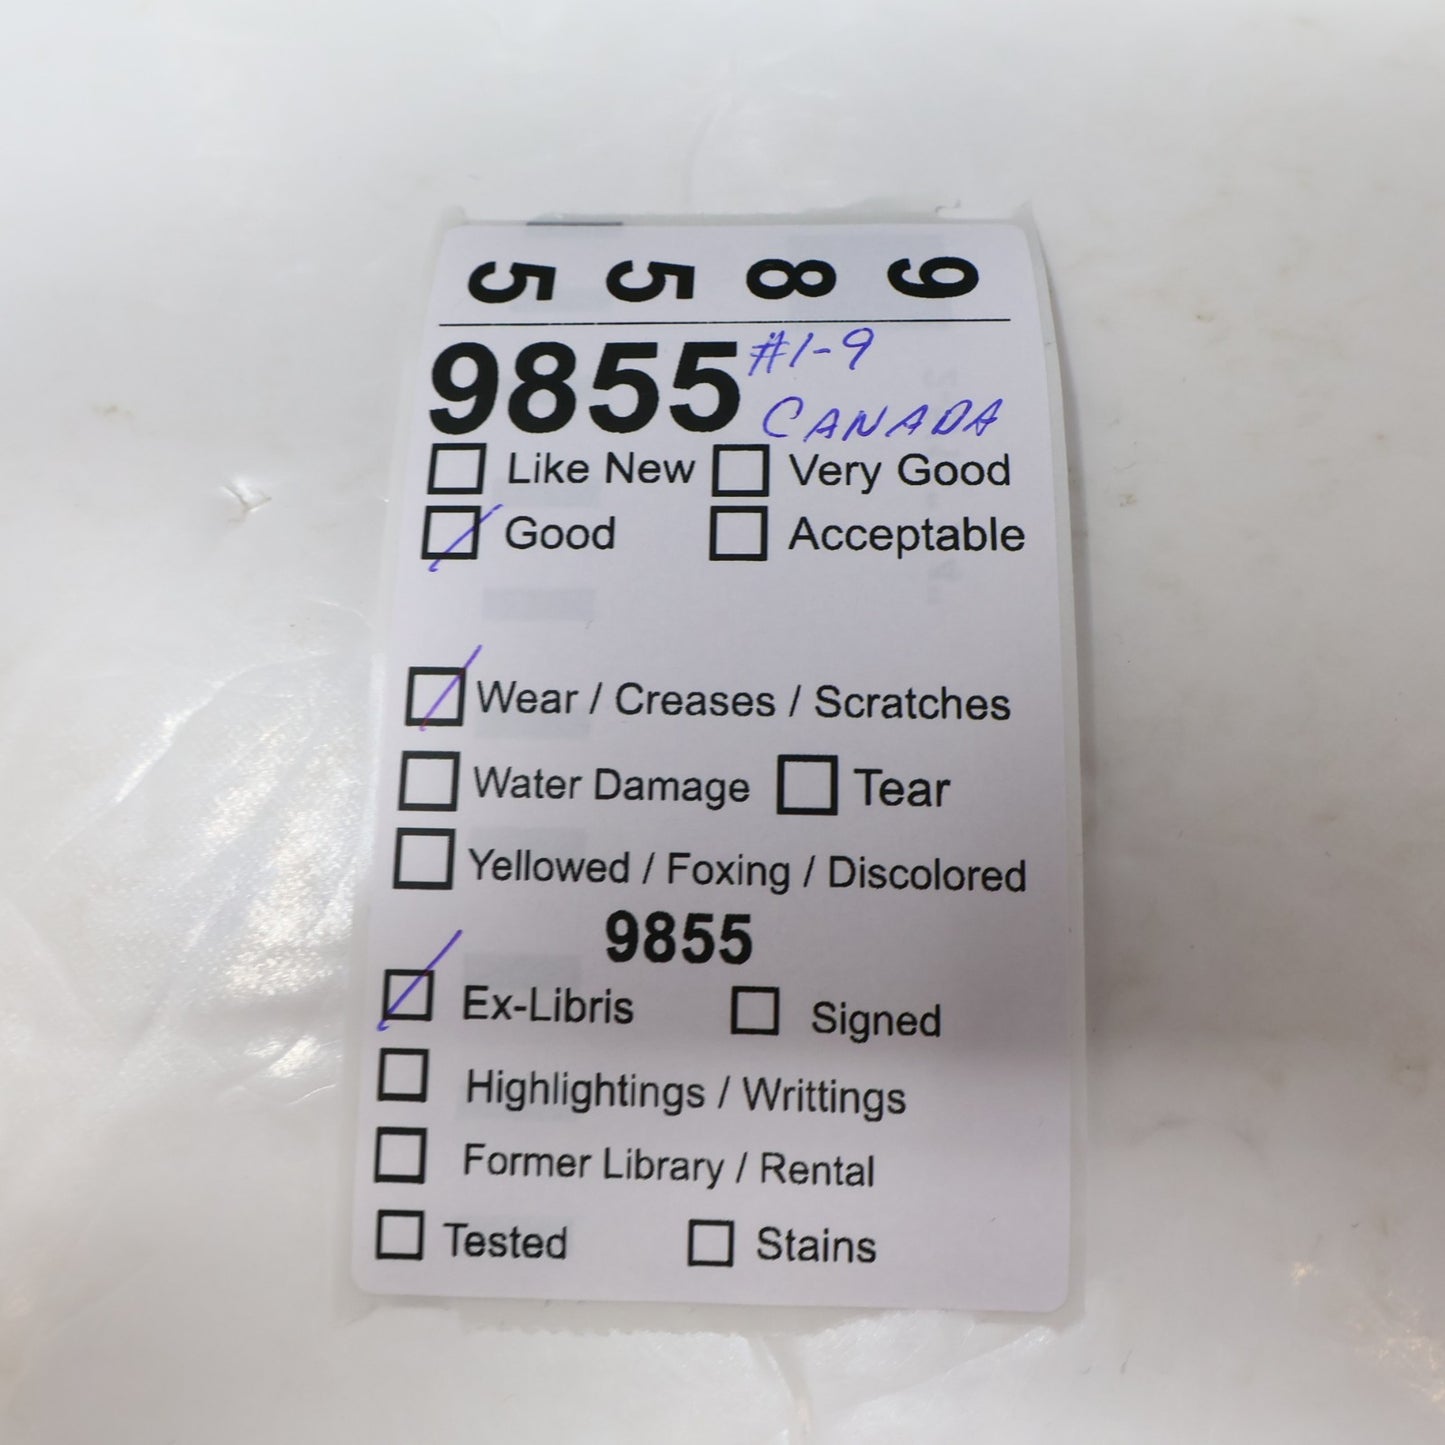 5 5 8 9
9855 #1-9
CANADA
Like New Very Good
Good Acceptable
Wear / Creases / Scratches
Water Damage Tear
Yellowed / Foxing / Discolored
9855
Ex-Libris Signed
Highlightings / Writtings
Former Library / Rental
Tested Stains